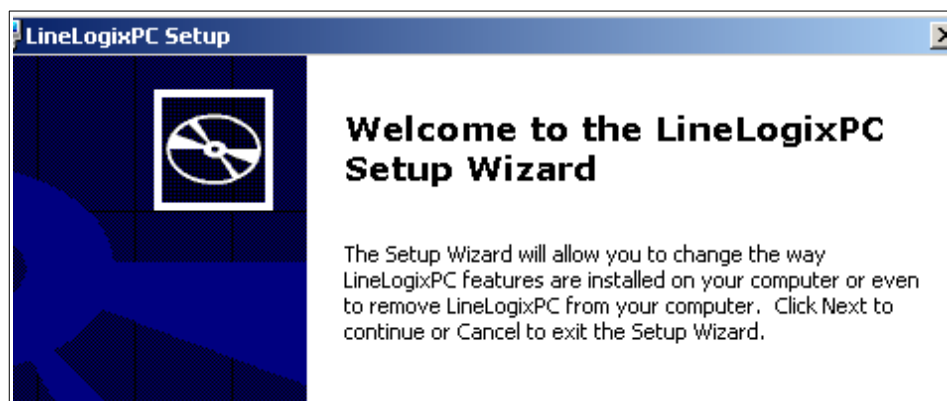 LineLogixPC Setup
Welcome to the LineLogixPC
Setup Wizard
The Setup Wizard will allow you to change the way
LineLogixPC features are installed on your computer or even
to remove LineLogixPC from your computer.  Click Next to
continue or Cancel to exit the Setup Wizard.